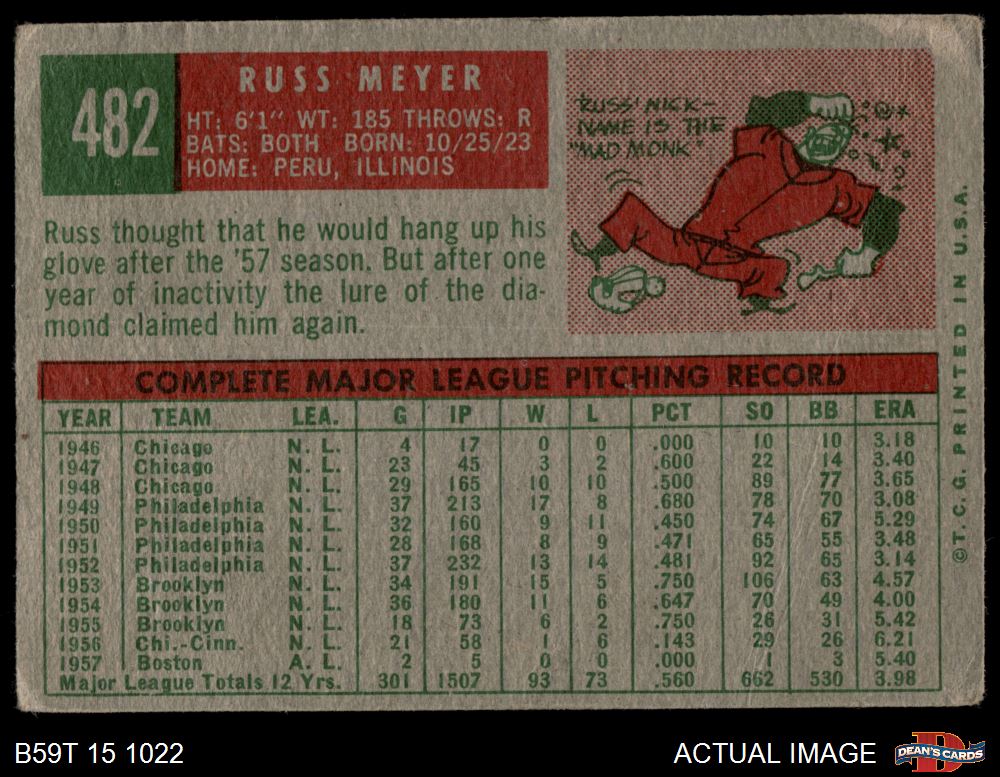 482
RUSS MEYER
HT: 6'1" WT: 185 THROWS: R
BATS: BOTH BORN: 10/25/23
HOME: PERU, ILLINOIS
RUSS' NICK-
NAME IS THE
"MAD MONK"
Russ thought that he would hang up his
glove after the '57 season. But after one
year of inactivity the lure of the dia-
mond claimed him again.
COMPLETE MAJOR LEAGUE PITCHING RECORD
YEAR TEAM LEA. G IP W L PCT SO BB ERA
1946 Chicago N. L. 4 17 0 0 .000 10 10 3.18
1947 Chicago N. L. 23 45 3 2 .600 22 14 3.40
1948 Chicago N. L. 29 165 10 10 .500 89 77 3.65
1949 Philadelphia N. L. 37 213 17 8 .680 78 70 3.08
1950 Philadelphia N. L. 32 160 9 11 .450 74 67 5.29
1951 Philadelphia N. L. 28 168 8 9 .471 65 55 3.48
1952 Philadelphia N. L. 37 232 13 14 .481 92 65 3.14
1953 Brooklyn N. L. 34 191 15 5 .750 106 63 4.57
1954 Brooklyn N. L. 36 180 11 6 .647 70 49 4.00
1955 Brooklyn N. L. 18 73 6 2 .750 26 31 5.42
1956 Chi.-Cinn. N. L. 21 58 1 6 .143 29 26 6.21
1957 Boston A. L. 2 5 0 0 .000 1 3 5.40
Major League Totals 12 Yrs. 301 1507 93 73 .560 662 530 3.98
©T. C. G. PRINTED IN U.S.A.
B59T 15 1022
ACTUAL IMAGE
DEAN'S CARDS